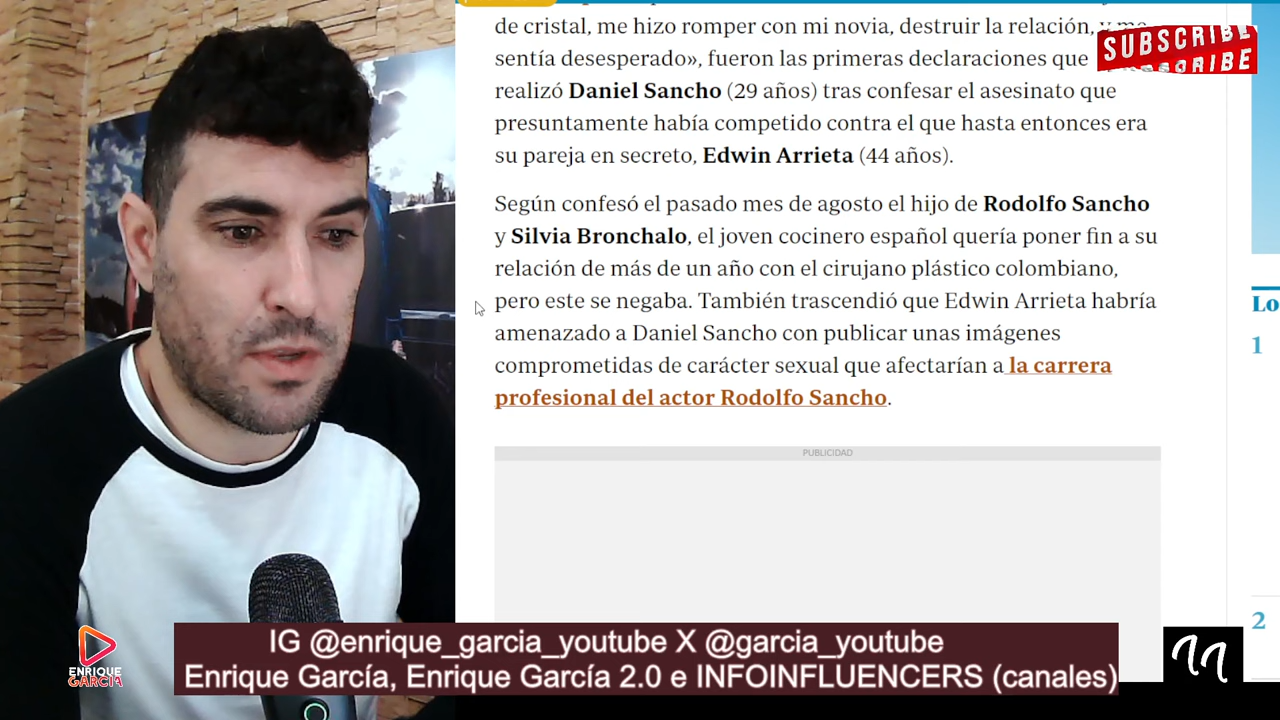 de cristal, me hizo romper con mi novia, destruir la relación, y me
sentía desesperado», fueron las primeras declaraciones que
realizó Daniel Sancho (29 años) tras confesar el asesinato que
presuntamente había competido contra el que hasta entonces era
su pareja en secreto, Edwin Arrieta (44 años).
Según confesó el pasado mes de agosto el hijo de Rodolfo Sancho
y Silvia Bronchalo, el joven cocinero español quería poner fin a su
relación de más de un año con el cirujano plástico colombiano,
pero este se negaba. También trascendió que Edwin Arrieta habría
amenazado a Daniel Sancho con publicar unas imágenes
comprometidas de carácter sexual que afectarían a la carrera
profesional del actor Rodolfo Sancho.
PUBLICIDAD
SUBSCRIBE
SUBSCRIBE
Lo
1
2
ENRIQUE
GARCÍA
IG @enrique_garcia_youtube X @garcia_youtube
Enrique García, Enrique García 2.0 e INFOINFLUENCERS (canales)